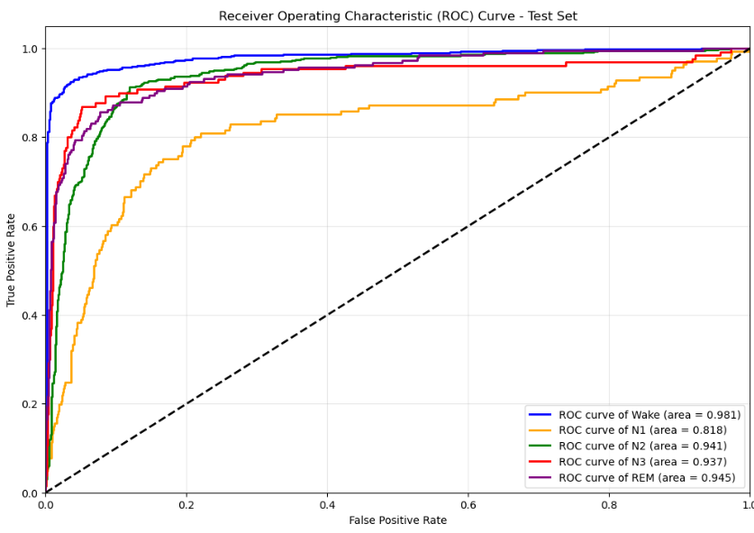 Receiver Operating Characteristic (ROC) Curve - Test Set
True Positive Rate
1.0
0.8
0.6
0.4
0.2
0.0
ROC curve of Wake (area = 0.981)
ROC curve of N1 (area = 0.818)
ROC curve of N2 (area = 0.941)
ROC curve of N3 (area = 0.937)
ROC curve of REM (area = 0.945)
0.0 0.2 0.4 0.6 0.8 1.0
False Positive Rate